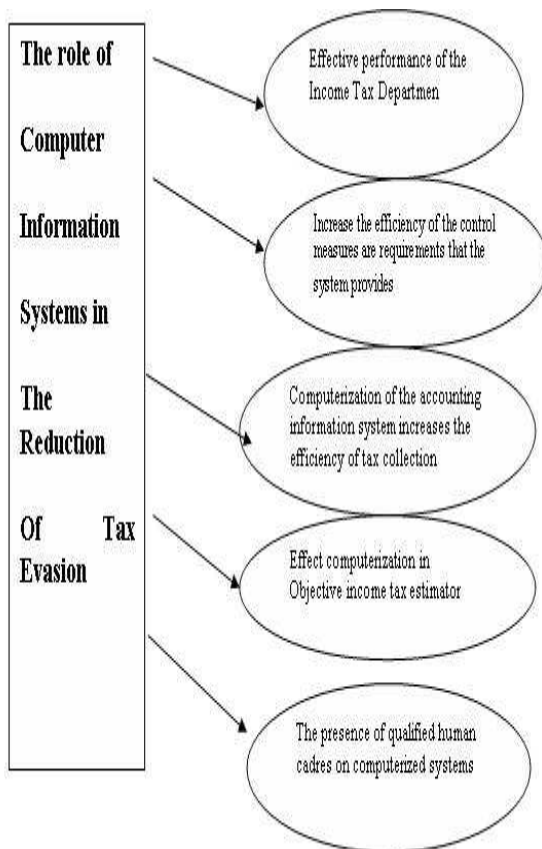 The role of
Computer
Information
Systems in
The
Reduction
Of Tax
Evasion
Effective performance of the
Income Tax Departmen
Increase the efficiency of the control
measures are requirements that the
system provides
Computerization of the accounting
information system increases the
efficiency of tax collection
Effect computerization in
Objective income tax estimator
The presence of qualified human
cadres on computerized systems